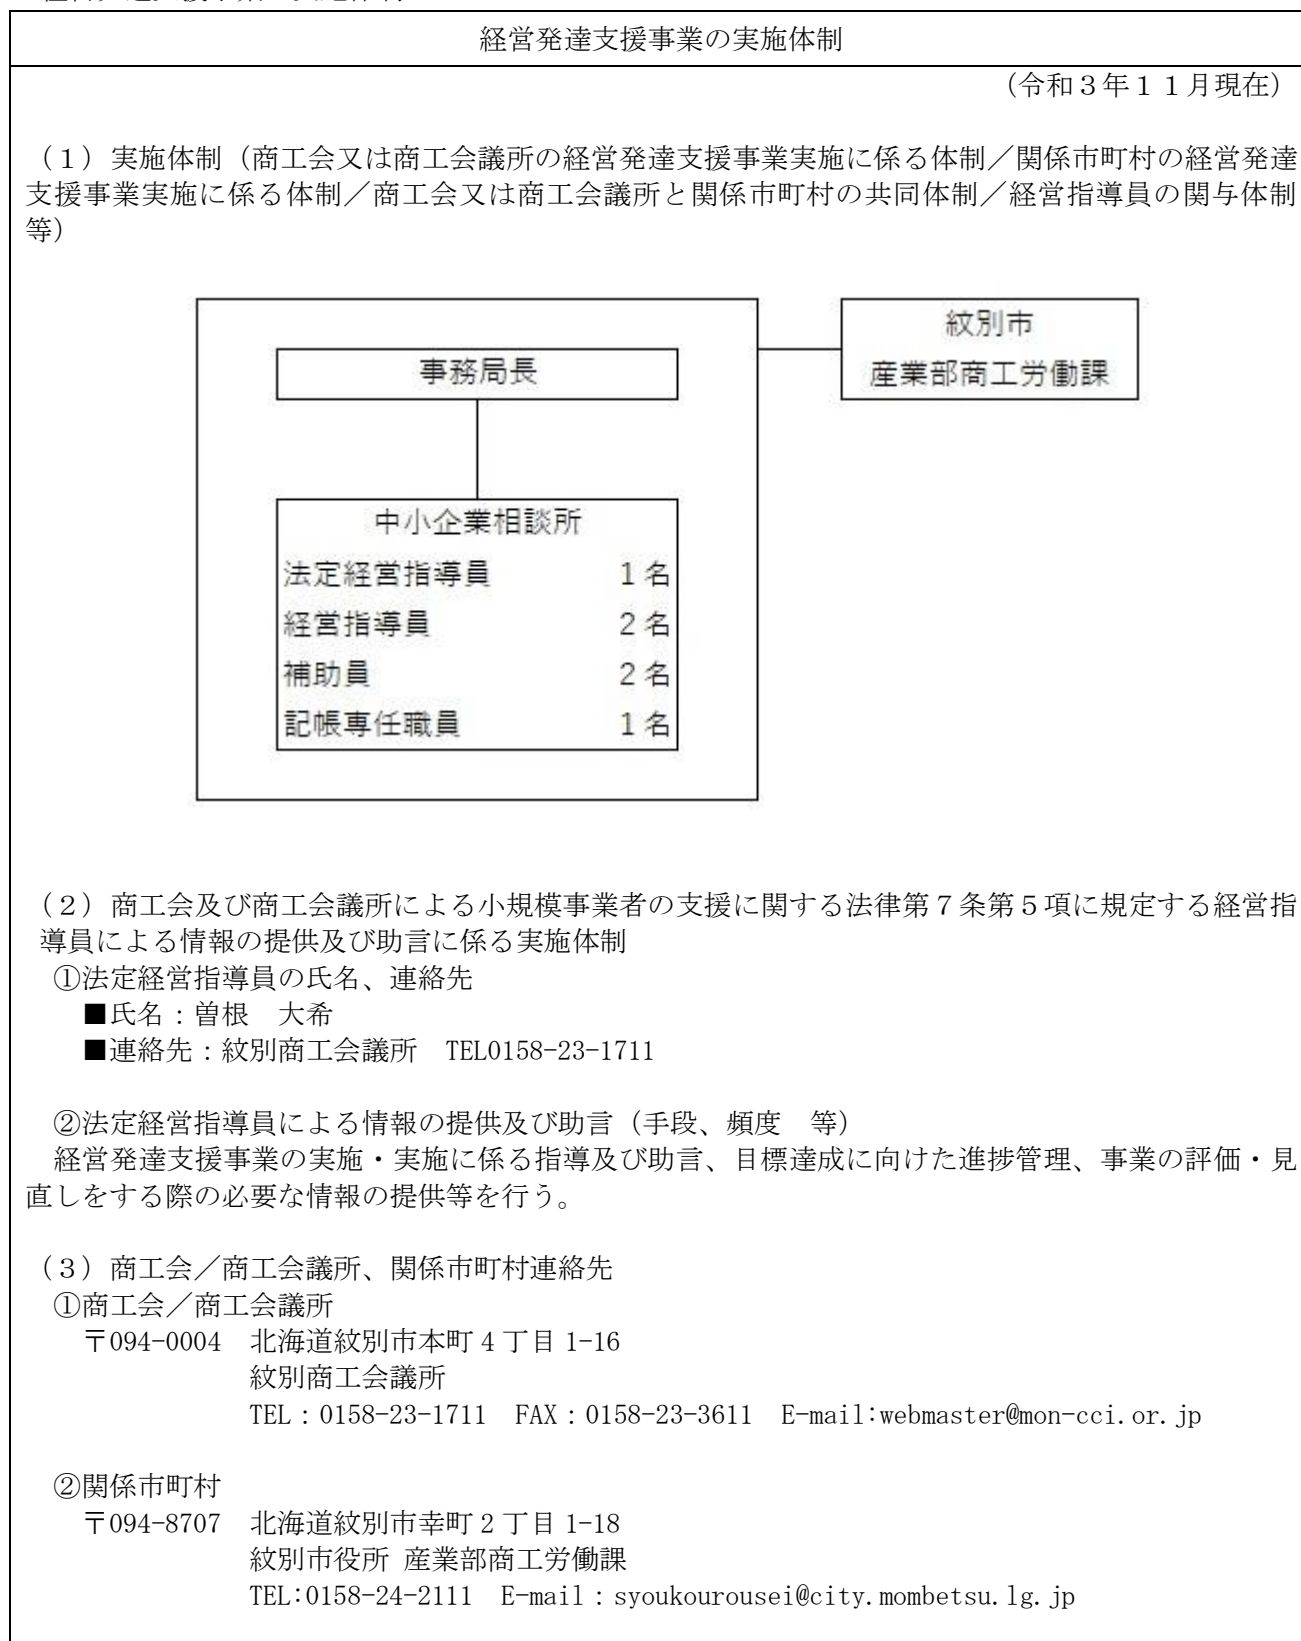 経営発達支援事業の実施体制
（令和３年１１月現在）
（１）実施体制（商工会又は商工会議所の経営発達支援事業実施に係る体制／関係市町村の経営発達
支援事業実施に係る体制／商工会又は商工会議所と関係市町村の共同体制／経営指導員の関与体制
等）
紋別市
産業部商工労働課
事務局長
中小企業相談所
法定経営指導員 1名
経営指導員 2名
補助員 2名
記帳専任職員 1名
（２）商工会及び商工会議所による小規模事業者の支援に関する法律第７条第５項に規定する経営指
導員による情報の提供及び助言に係る実施体制
①法定経営指導員の氏名、連絡先
■氏名：曽根　大希
■連絡先：紋別商工会議所　TEL0158-23-1711
②法定経営指導員による情報の提供及び助言（手段、頻度　等）
経営発達支援事業の実施・実施に係る指導及び助言、目標達成に向けた進捗管理、事業の評価・見
直しをする際の必要な情報の提供等を行う。
（３）商工会／商工会議所、関係市町村連絡先
①商工会／商工会議所
〒094-0004　北海道紋別市本町4丁目1-16
紋別商工会議所
TEL：0158-23-1711　FAX：0158-23-3611　E-mail:webmaster@mon-cci.or.jp
②関係市町村
〒094-8707　北海道紋別市幸町2丁目1-18
紋別市役所 産業部商工労働課
TEL:0158-24-2111　E-mail：syoukourousei@city.mombetsu.lg.jp